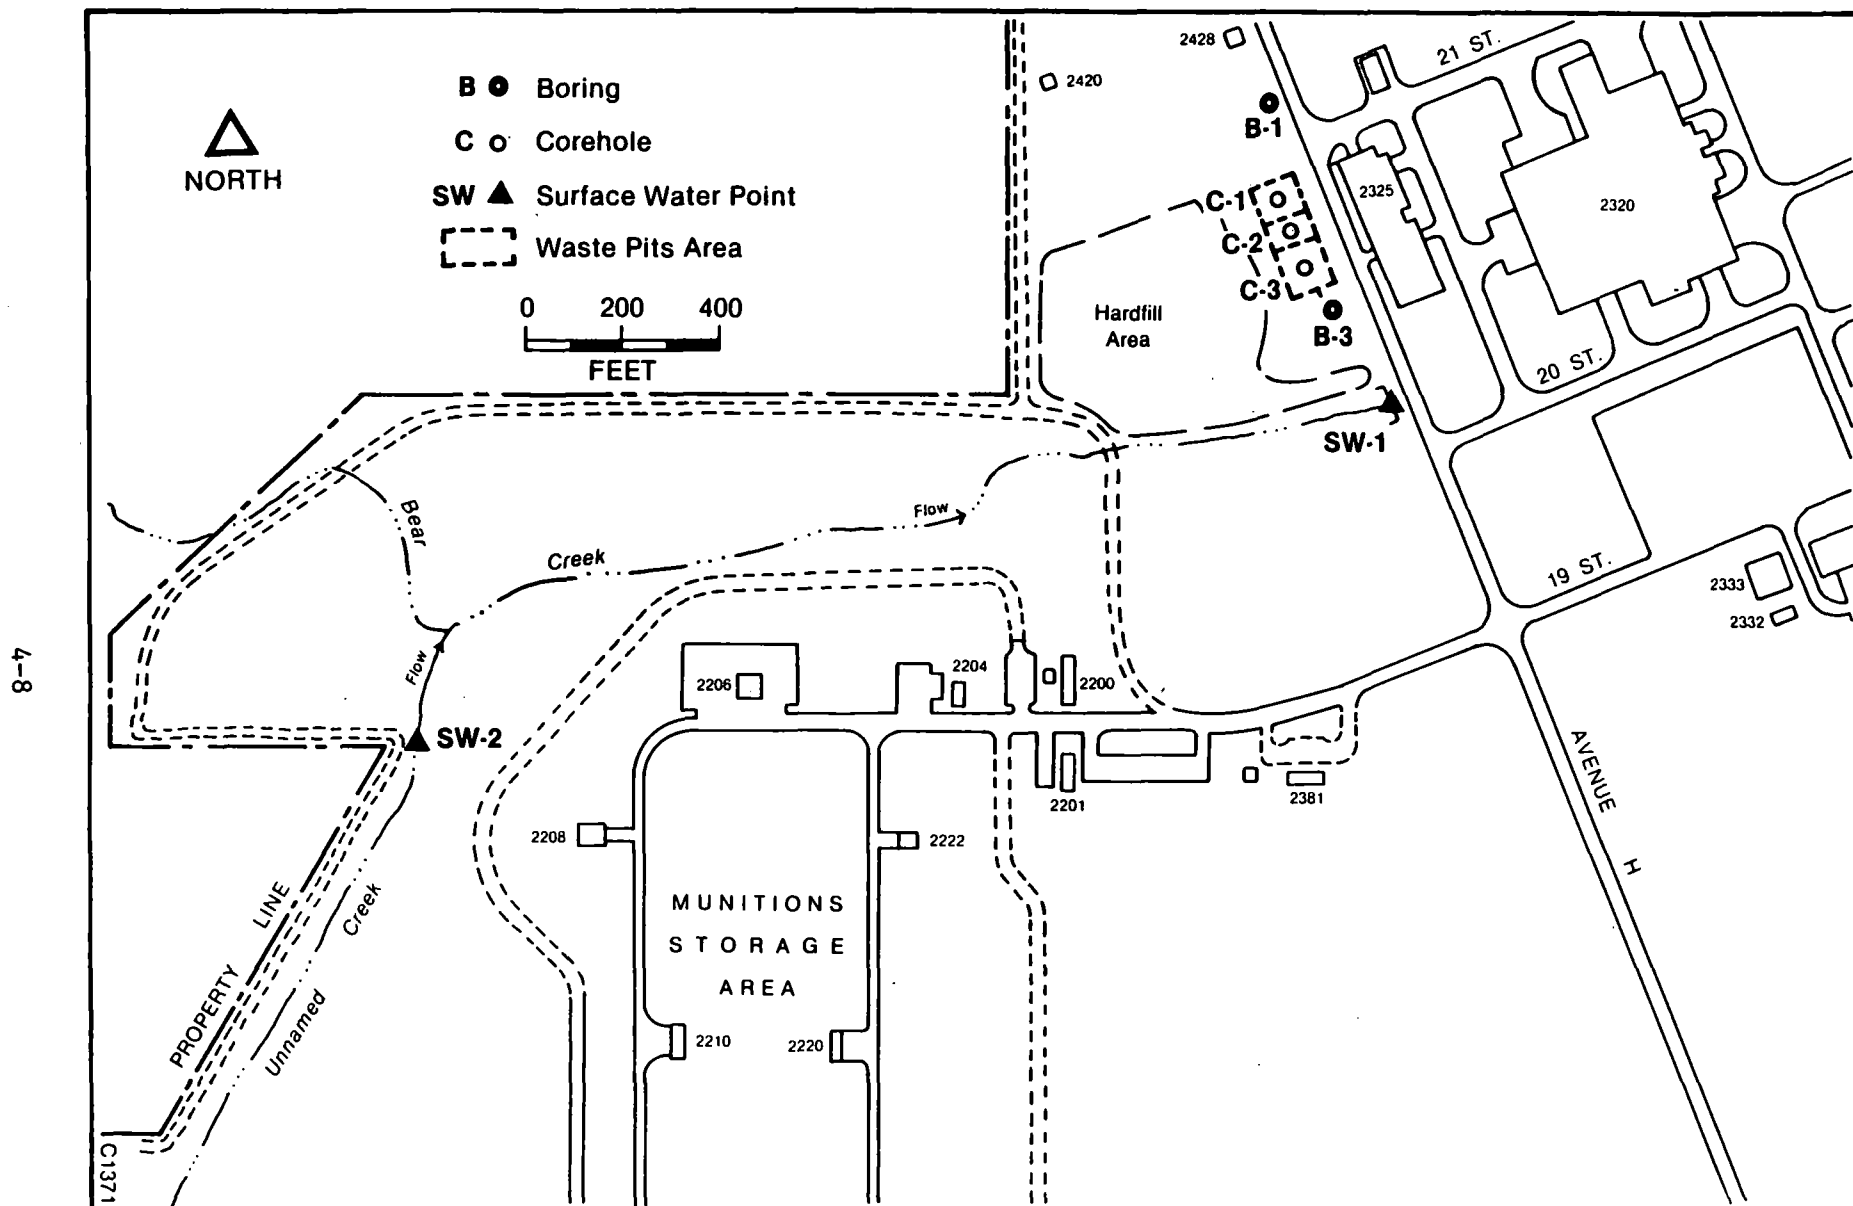 B Boring
C Corehole
SW Surface Water Point
Waste Pits Area
NORTH
0 200 400
FEET
2428
2420
21 ST.
B-1
2325
2320
C-1
C-2
C-3
B-3
Hardfill
Area
20 ST.
SW-1
Bear
Flow
Creek
19 ST.
2333
2332
Flow
2204
2206
2200
SW-2
4-8
2381
2201
AVENUE H
2208
2222
MUNITIONS
STORAGE
AREA
PROPERTY LINE
Unnamed Creek
2210
2220
C1371